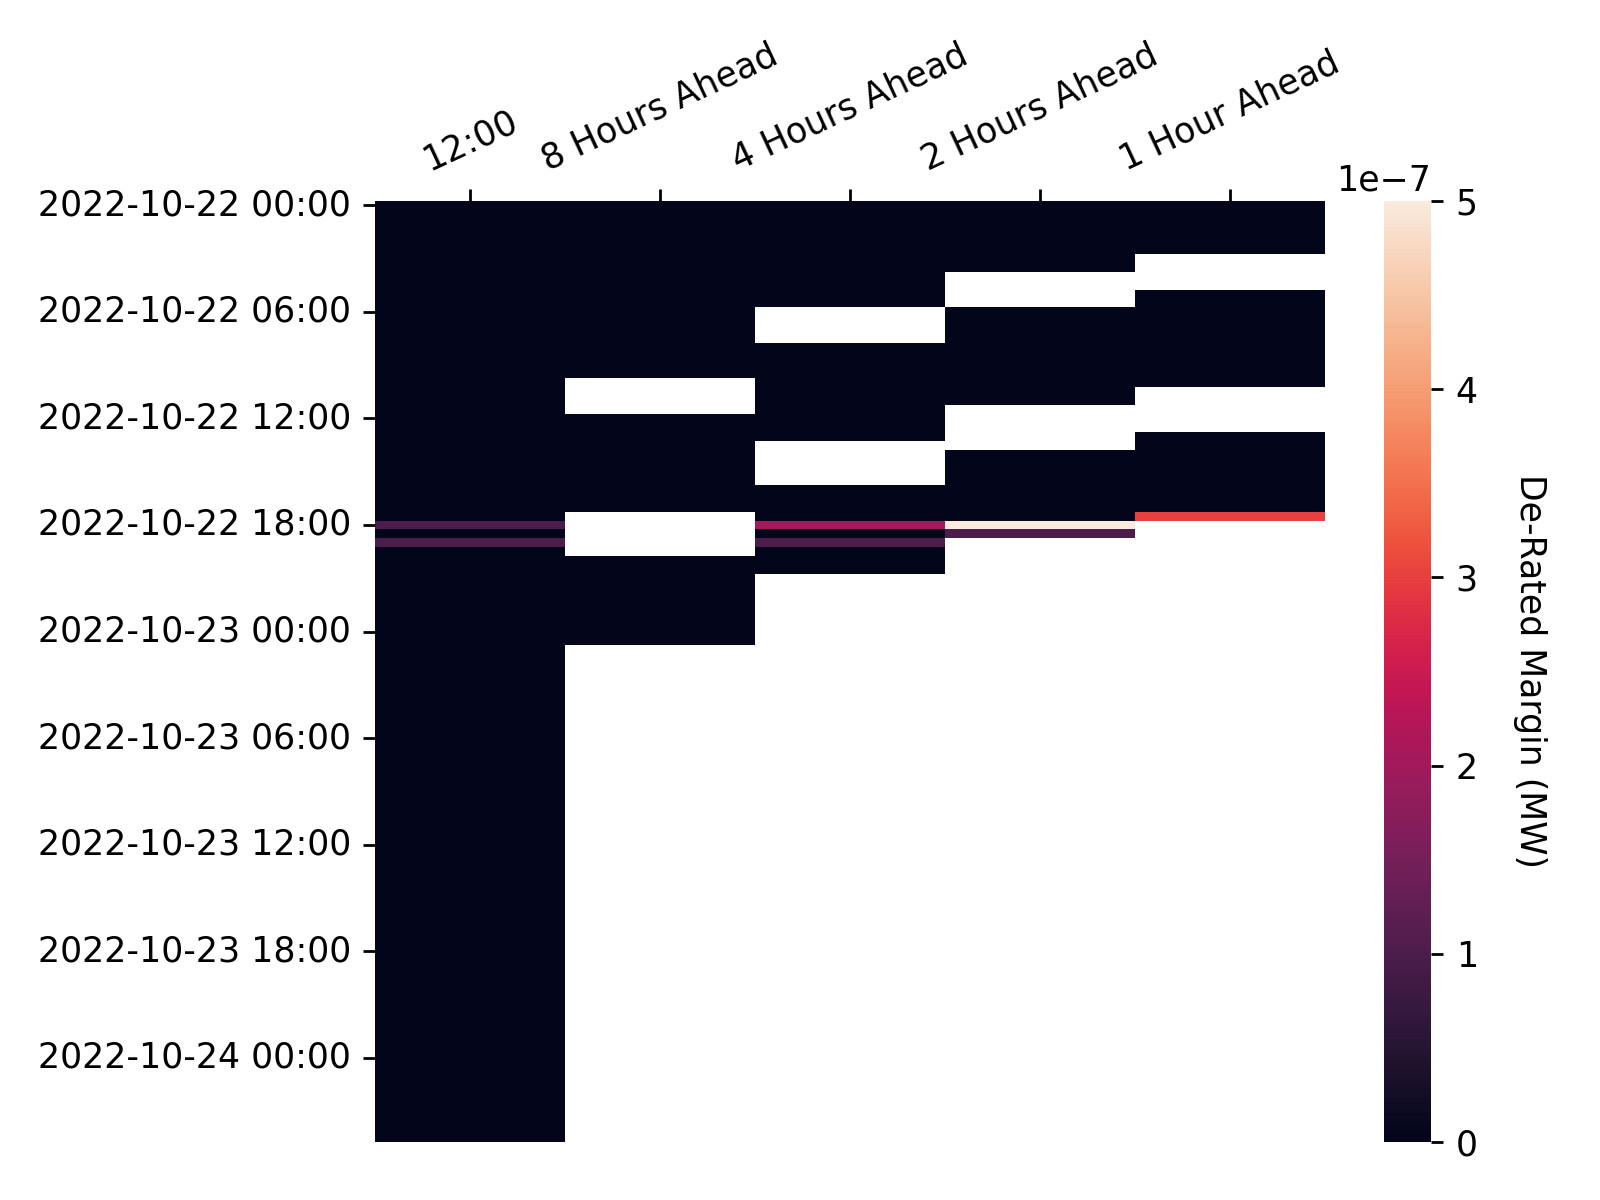 12:00
8 Hours Ahead
4 Hours Ahead
2 Hours Ahead
1 Hour Ahead
2022-10-22 00:00
2022-10-22 06:00
2022-10-22 12:00
2022-10-22 18:00
2022-10-23 00:00
2022-10-23 06:00
2022-10-23 12:00
2022-10-23 18:00
2022-10-24 00:00
1e−7
5
4
3
2
1
0
De-Rated Margin (MW)